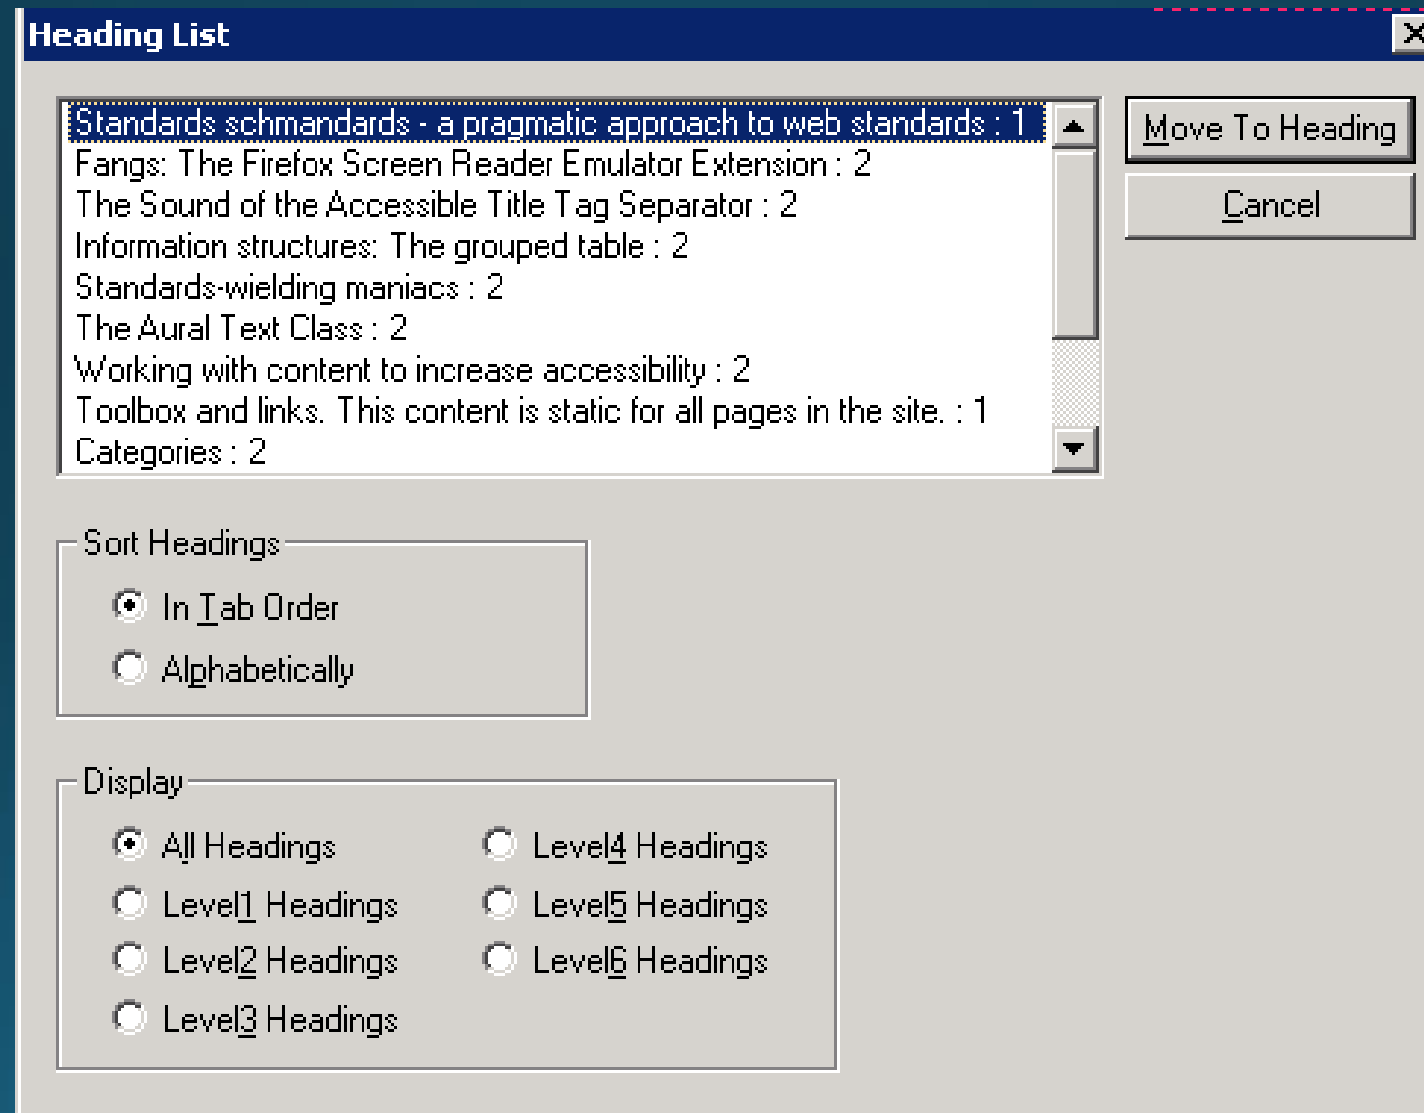 Heading List
Standards schmandards - a pragmatic approach to web standards : 1
Move To Heading
Fangs: The Firefox Screen Reader Emulator Extension : 2
The Sound of the Accessible Title Tag Separator : 2
Cancel
Information structures: The grouped table : 2
Standards-wielding maniacs : 2
The Aural Text Class : 2
Working with content to increase accessibility : 2
Toolbox and links. This content is static for all pages in the site. : 1
Categories : 2
Sort Headings
In Tab Order
Alphabetically
Display
All Headings
Level4 Headings
Level1 Headings
Level5 Headings
Level2 Headings
Level6 Headings
Level3 Headings